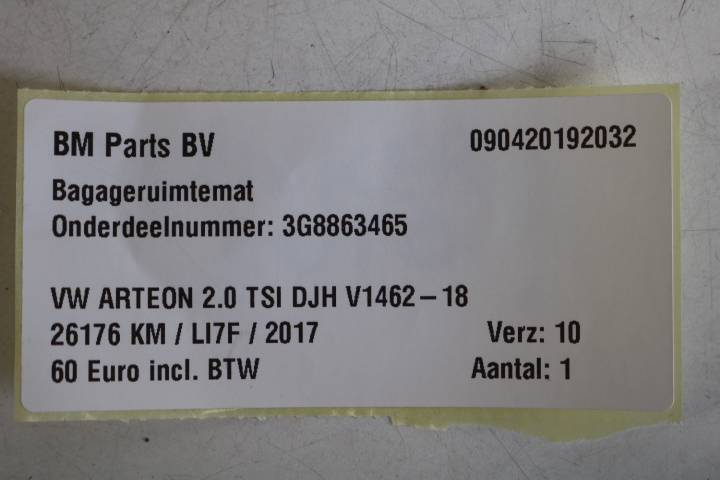 BM Parts BV 090420192032
Bagageruimtemat
Onderdeelnummer: 3G8863465
VW ARTEON 2.0 TSI DJH V1462-18
26176 KM / LI7F / 2017 Verz: 10
60 Euro incl. BTW Aantal: 1